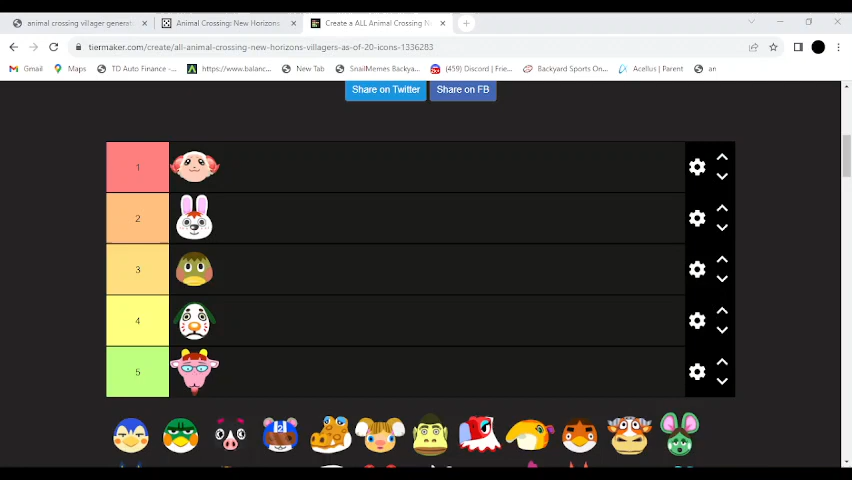 animal crossing villager generat
Animal Crossing: New Horizons
Create a ALL Animal Crossing N
tiermaker.com/create/all-animal-crossing-new-horizons-villagers-as-of-20-icons-1336283
Gmail Maps TD Auto Finance –... https://www.balanc... New Tab SnailMemes Backya... (459) Discord | Frie... Backyard Sports On... Acellus | Parent an
Share on Twitter Share on FB
1
2
3
4
5